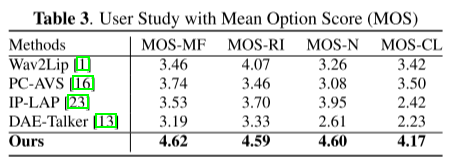 Table 3. User Study with Mean Option Score (MOS)
Methods MOS-MF MOS-RI MOS-N MOS-CL
Wav2Lip [1] 3.46 4.07 3.26 3.42
PC-AVS [16] 3.74 3.46 3.08 3.50
IP-LAP [23] 3.53 3.70 3.95 2.42
DAE-Talker [13] 3.19 3.33 2.61 2.23
Ours 4.62 4.59 4.60 4.17